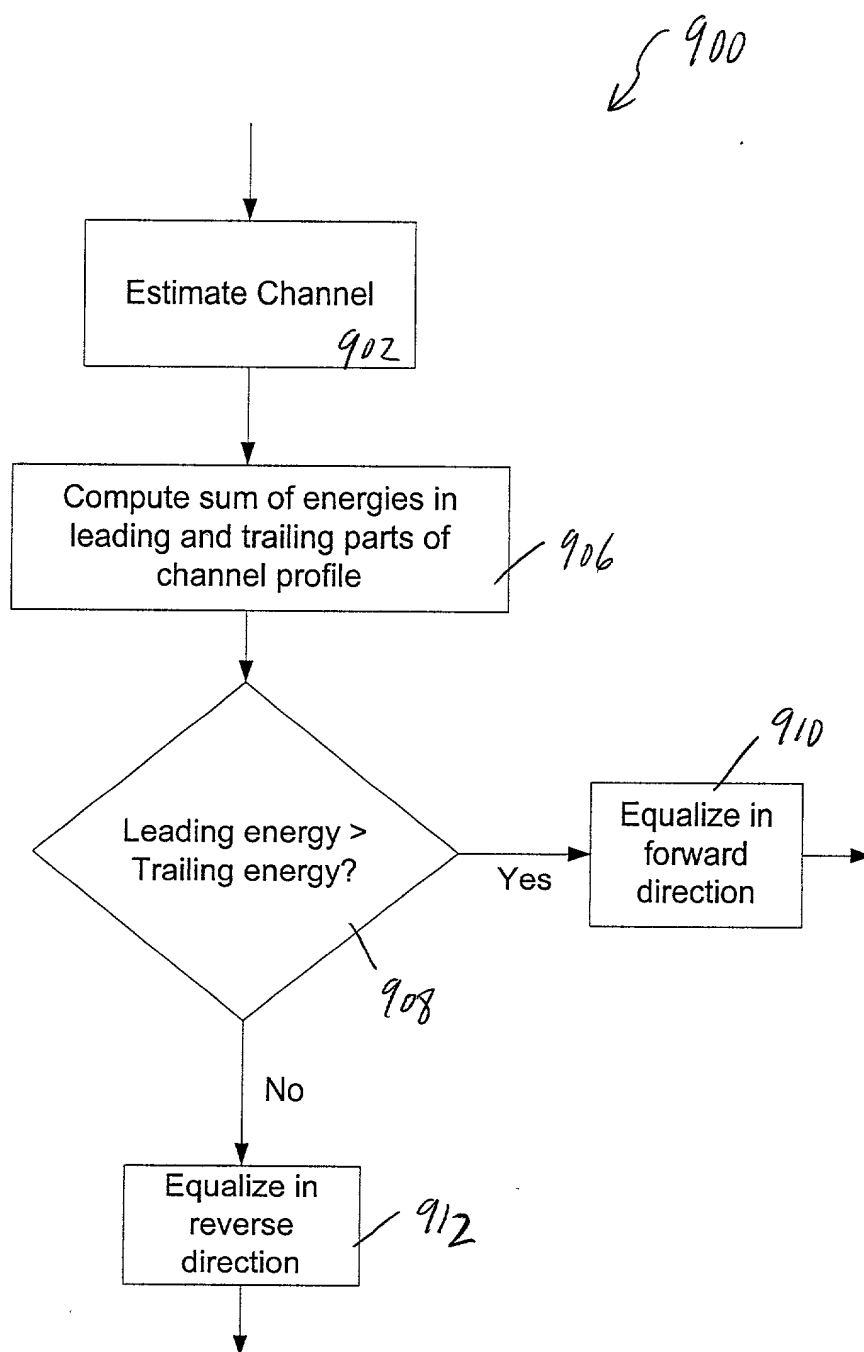 900
Estimate Channel
902
Compute sum of energies in
leading and trailing parts of
channel profile
906
Leading energy >
Trailing energy?
908
Yes
910
Equalize in
forward
direction
No
Equalize in
reverse
direction
912